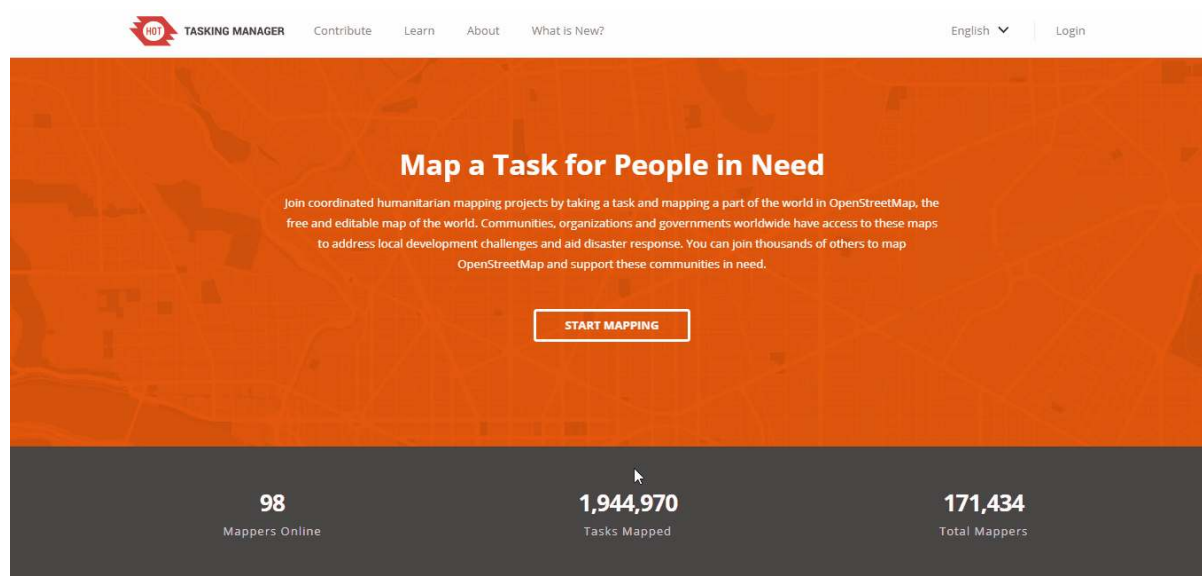 HOT TASKING MANAGER Contribute Learn About What is New? English Login
Map a Task for People in Need
Join coordinated humanitarian mapping projects by taking a task and mapping a part of the world in OpenStreetMap, the
free and editable map of the world. Communities, organizations and governments worldwide have access to these maps
to address local development challenges and aid disaster response. You can join thousands of others to map
OpenStreetMap and support these communities in need.
START MAPPING
98 1,944,970 171,434
Mappers Online Tasks Mapped Total Mappers